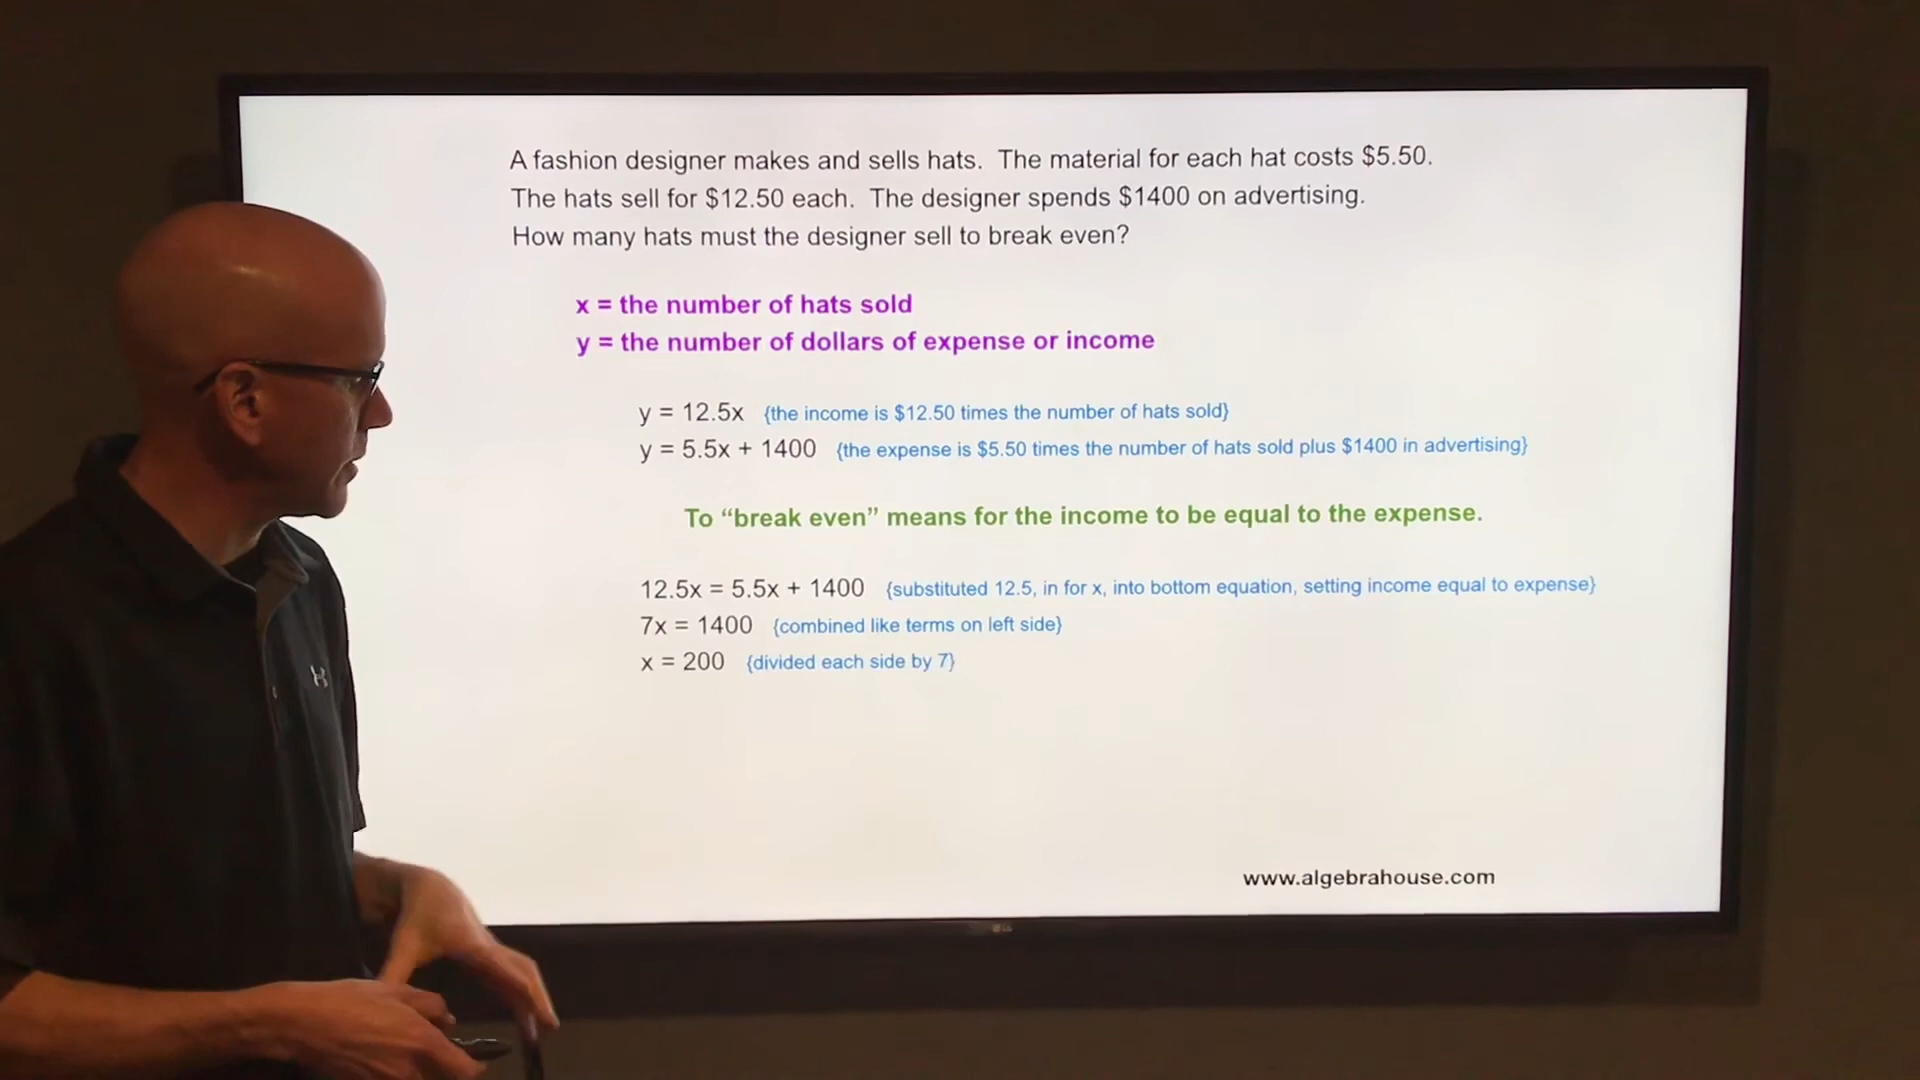 A fashion designer makes and sells hats. The material for each hat costs $5.50.
The hats sell for $12.50 each. The designer spends $1400 on advertising.
How many hats must the designer sell to break even?
x = the number of hats sold
y = the number of dollars of expense or income
y = 12.5x {the income is $12.50 times the number of hats sold}
y = 5.5x + 1400 {the expense is $5.50 times the number of hats sold plus $1400 in advertising}
To “break even” means for the income to be equal to the expense.
12.5x = 5.5x + 1400 {substituted 12.5, in for x, into bottom equation, setting income equal to expense}
7x = 1400 {combined like terms on left side}
x = 200 {divided each side by 7}
www.algebrahouse.com
LG